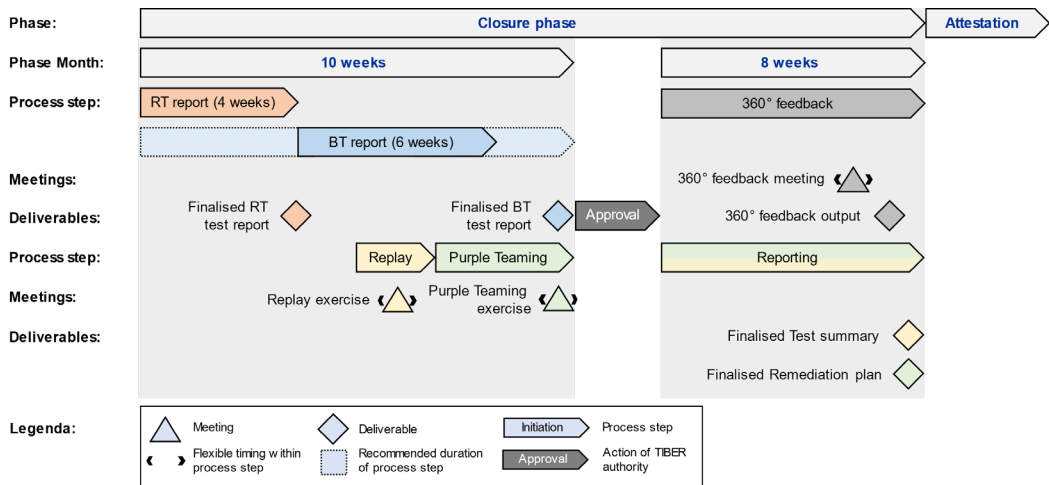 Phase:
Closure phase
Attestation
Phase Month:
10 weeks
8 weeks
Process step:
RT report (4 weeks)
360° feedback
BT report (6 weeks)
Meetings:
360° feedback meeting
Deliverables:
Finalised RT
test report
Finalised BT
test report
Approval
360° feedback output
Process step:
Replay
Purple Teaming
Reporting
Meetings:
Replay exercise
Purple Teaming
exercise
Deliverables:
Finalised Test summary
Finalised Remediation plan
Legenda:
Meeting
Deliverable
Initiation
Process step
Flexible timing within
process step
Recommended duration
of process step
Approval
Action of TIBER
authority